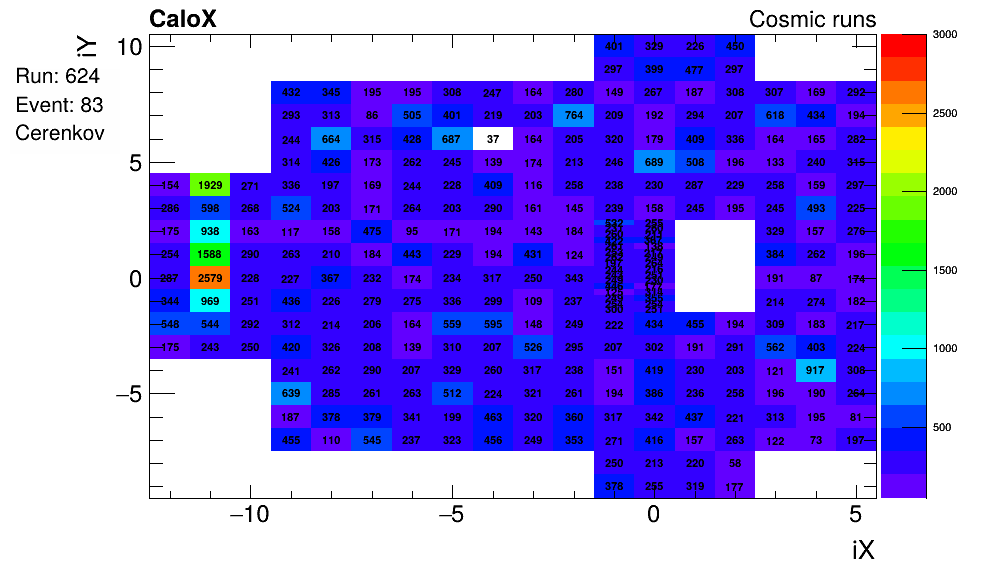 CaloX Cosmic runs
iY
Run: 624
Event: 83
Cerenkov
10
5
0
−5
−10 −5 0 5
iX
3000
2500
2000
1500
1000
500
401 329 226 450
297 399 477 297
432 345 195 195 308 247 164 280 149 267 187 308 307 169 292
293 313 86 505 401 219 203 764 209 192 294 207 618 434 194
244 664 315 428 687 37 164 205 320 179 409 336 164 165 282
314 426 173 262 245 139 174 213 246 689 508 196 133 240 315
154 1929 271 336 197 169 244 228 409 116 258 238 230 287 229 258 159 297
286 598 268 524 203 171 264 203 290 161 145 239 158 245 195 245 493 225
175 938 163 117 158 475 95 171 194 143 184 329 157 276
254 1588 290 263 210 184 443 229 194 431 124 384 262 196
237 2579 228 227 367 232 174 234 317 250 343 191 87 174
344 969 251 436 226 279 275 336 299 109 237 214 274 182
300 251
548 544 292 312 214 206 164 559 595 148 249 222 434 455 194 309 183 217
175 243 250 420 326 208 139 310 207 526 295 207 302 191 291 562 403 224
241 262 290 207 329 260 317 238 151 419 230 203 121 917 306
639 285 261 263 512 224 321 261 194 386 236 258 196 190 264
187 378 379 341 199 463 320 360 317 342 437 221 313 195 81
455 110 545 237 323 456 249 353 271 416 157 263 122 73 197
250 213 220 58
378 255 319 177